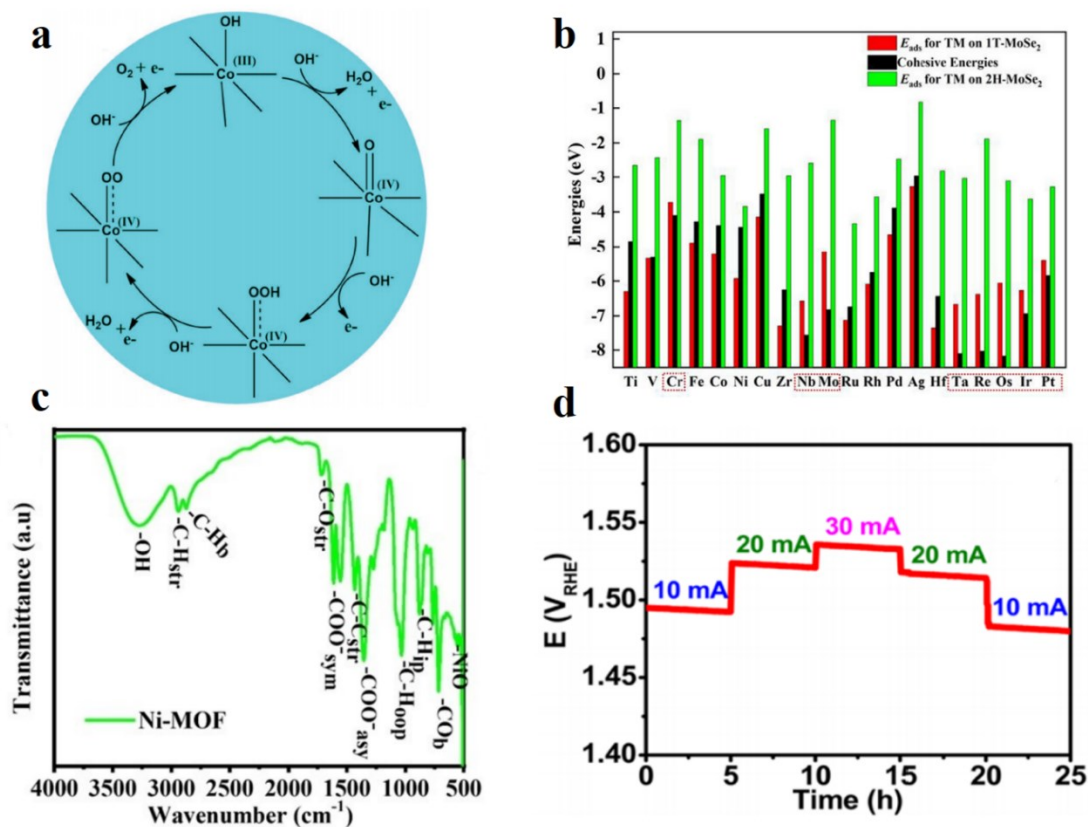 a
OH
Co(III)
O2 + e-
OH-
OH-
H2O
+ e-
O
Co(IV)
OO
Co(IV)
OH-
e-
OOH
Co(IV)
OH-
H2O + e-
b
Eads for TM on 1T-MoSe2
Cohesive Energies
Eads for TM on 2H-MoSe2
Energies (eV)
1
0
-1
-2
-3
-4
-5
-6
-7
-8
Ti V Cr Fe Co Ni Cu Zr Nb Mo Ru Rh Pd Ag Hf Ta Re Os Ir Pt
c
Transmittance (a.u)
-OH
-C-Hstr
-C-Hb
-C-Ostr
-COO-sym
-C-Cstr
-COO-asy
-C-Hoop
-C-Hip
-COb
-NiO
Ni-MOF
4000 3500 3000 2500 2000 1500 1000 500
Wavenumber (cm-1)
d
E (VRHE)
1.60
1.55
1.50
1.45
1.40
10 mA
20 mA
30 mA
20 mA
10 mA
0 5 10 15 20 25
Time (h)